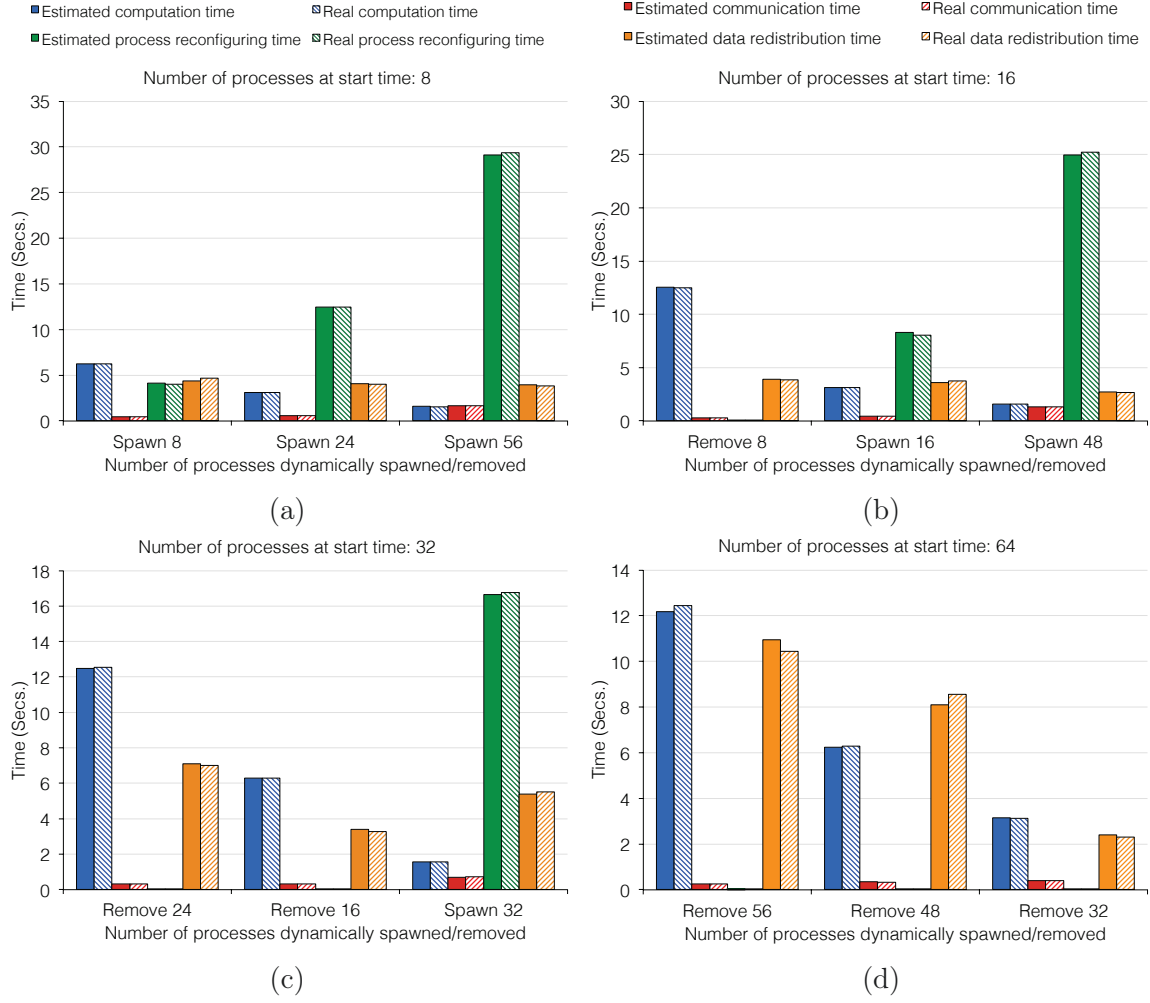 Estimated computation time
Real computation time
Estimated communication time
Real communication time
Estimated process reconfiguring time
Real process reconfiguring time
Estimated data redistribution time
Real data redistribution time
Number of processes at start time: 8
35
30
25
20
15
10
5
0
Time (Secs.)
Spawn 8
Spawn 24
Spawn 56
Number of processes dynamically spawned/removed
(a)
Number of processes at start time: 16
30
25
20
15
10
5
0
Time (Secs.)
Remove 8
Spawn 16
Spawn 48
Number of processes dynamically spawned/removed
(b)
Number of processes at start time: 32
18
16
14
12
10
8
6
4
2
0
Time (Secs.)
Remove 24
Remove 16
Spawn 32
Number of processes dynamically spawned/removed
(c)
Number of processes at start time: 64
14
12
10
8
6
4
2
0
Time (Secs.)
Remove 56
Remove 48
Remove 32
Number of processes dynamically spawned/removed
(d)